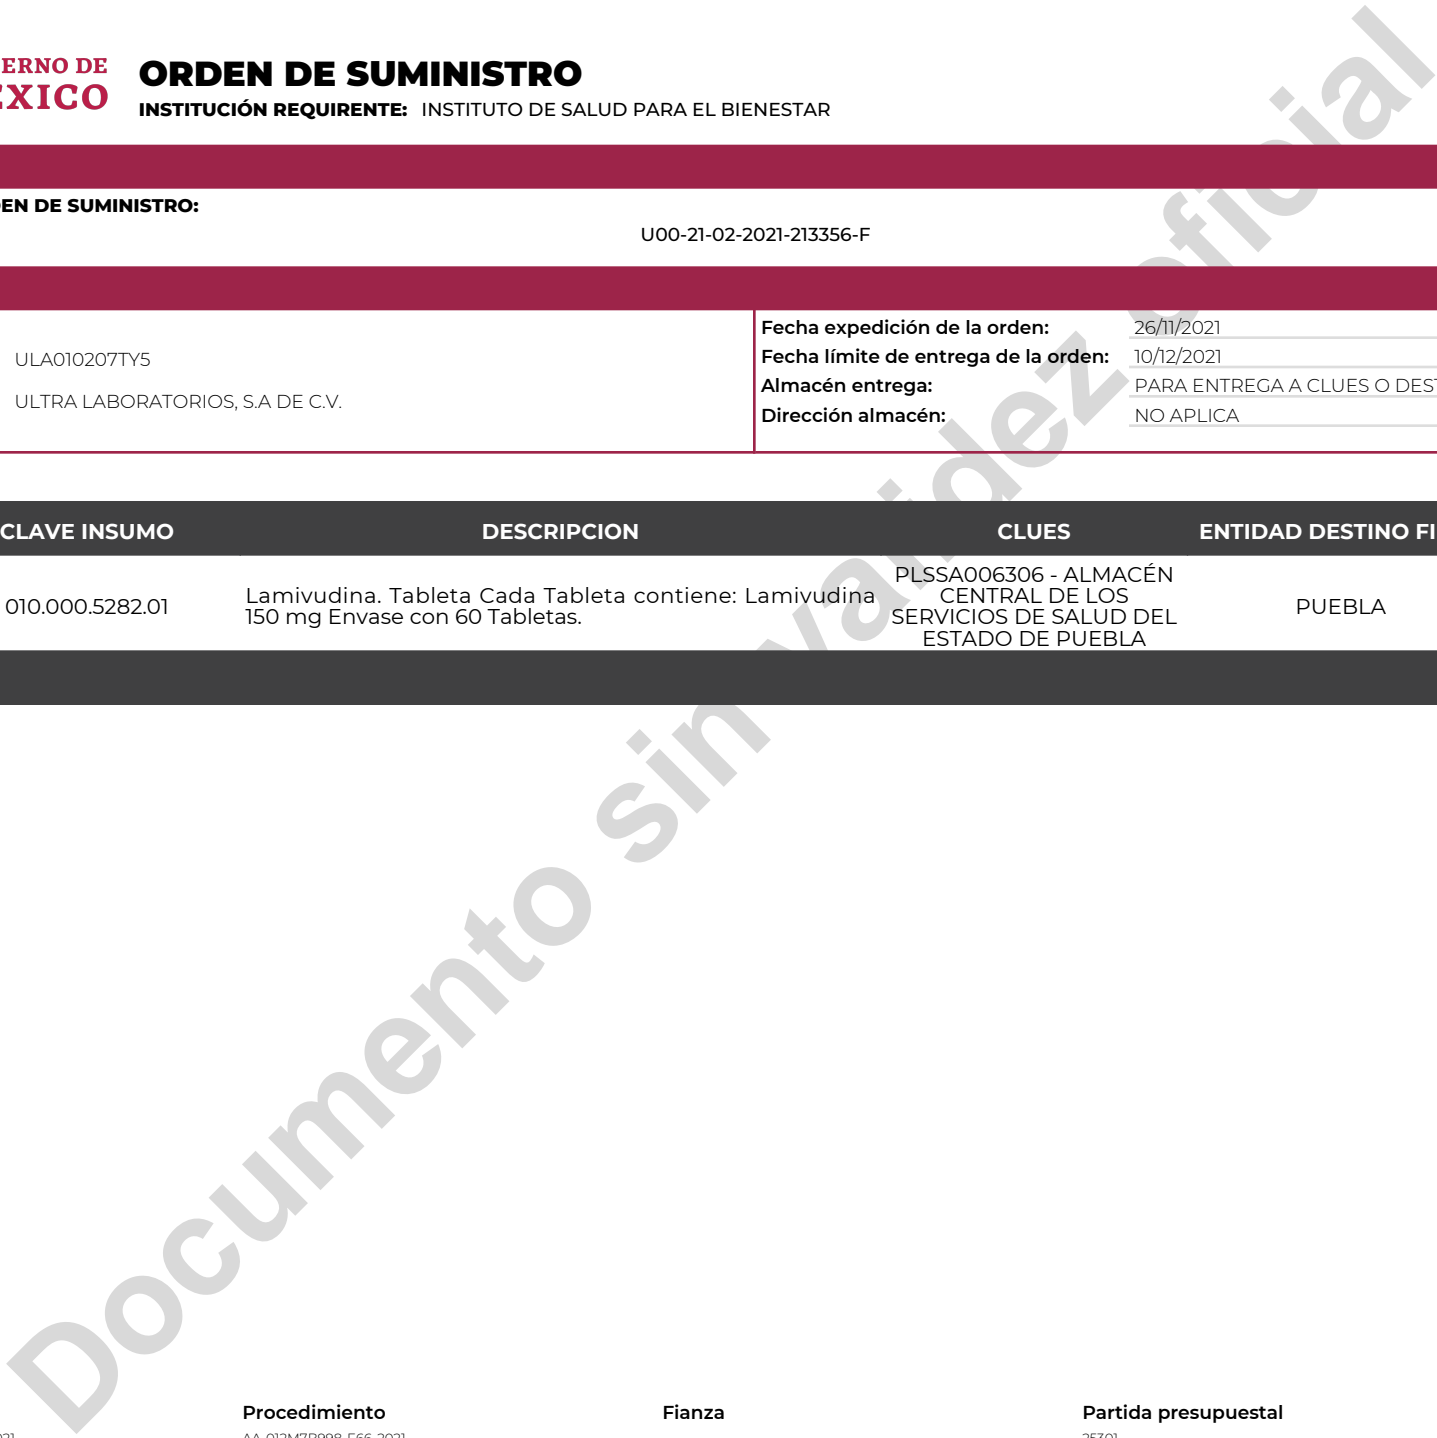 ERNO DE
EXICO
ORDEN DE SUMINISTRO
INSTITUCIÓN REQUIRENTE: INSTITUTO DE SALUD PARA EL BIENESTAR
EN DE SUMINISTRO:
U00-21-02-2021-213356-F
ULA010207TY5
ULTRA LABORATORIOS, S.A DE C.V.
Fecha expedición de la orden: 26/11/2021
Fecha límite de entrega de la orden: 10/12/2021
Almacén entrega: PARA ENTREGA A CLUES O DEST
Dirección almacén: NO APLICA
CLAVE INSUMO DESCRIPCION CLUES ENTIDAD DESTINO FI
010.000.5282.01
Lamivudina. Tableta Cada Tableta contiene: Lamivudina
150 mg Envase con 60 Tabletas.
PLSSA006306 - ALMACÉN
CENTRAL DE LOS
SERVICIOS DE SALUD DEL
ESTADO DE PUEBLA
PUEBLA
Documento sin validez oficial
Procedimiento Fianza Partida presupuestal